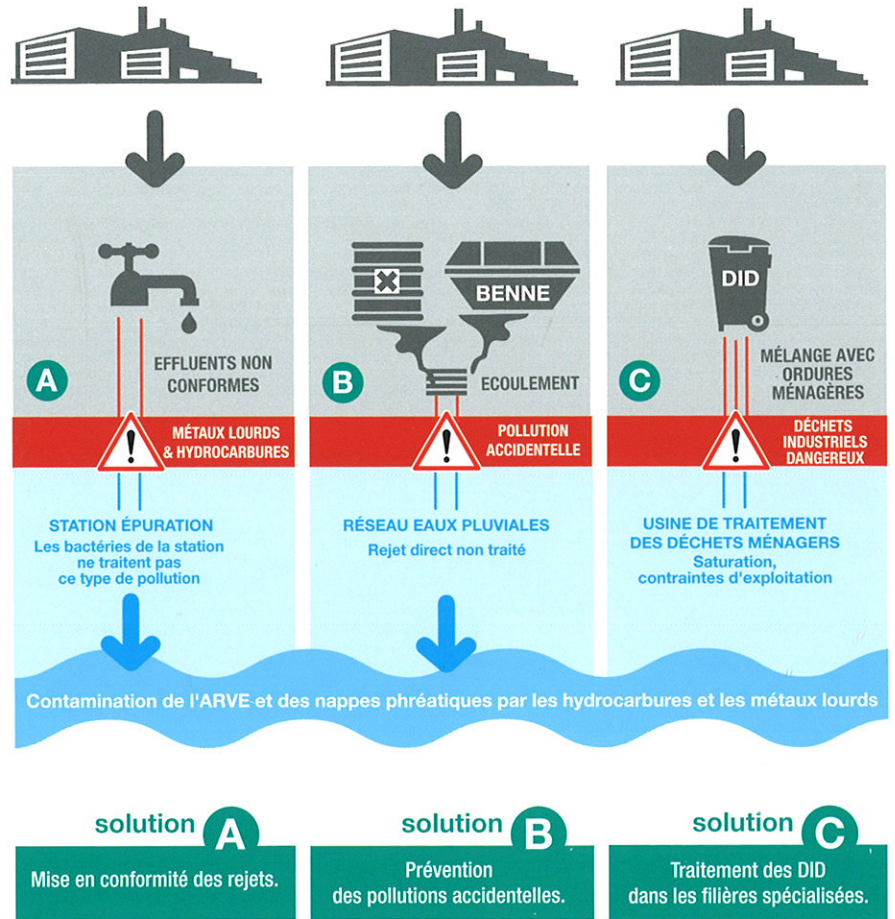 A
EFFLUENTS NON
CONFORMES
MÉTAUX LOURDS
& HYDROCARBURES
STATION ÉPURATION
Les bactéries de la station
ne traitent pas
ce type de pollution
BENNE
B
ECOULEMENT
POLLUTION
ACCIDENTELLE
RÉSEAU EAUX PLUVIALES
Rejet direct non traité
DID
C
MÉLANGE AVEC
ORDURES
MÉNAGÈRES
DÉCHETS
INDUSTRIELS
DANGEREUX
USINE DE TRAITEMENT
DES DÉCHETS MÉNAGERS
Saturation,
contraintes d'exploitation
Contamination de l'ARVE et des nappes phréatiques par les hydrocarbures et les métaux lourds
solution A
Mise en conformité des rejets.
solution B
Prévention
des pollutions accidentelles.
solution C
Traitement des DID
dans les filières spécialisées.